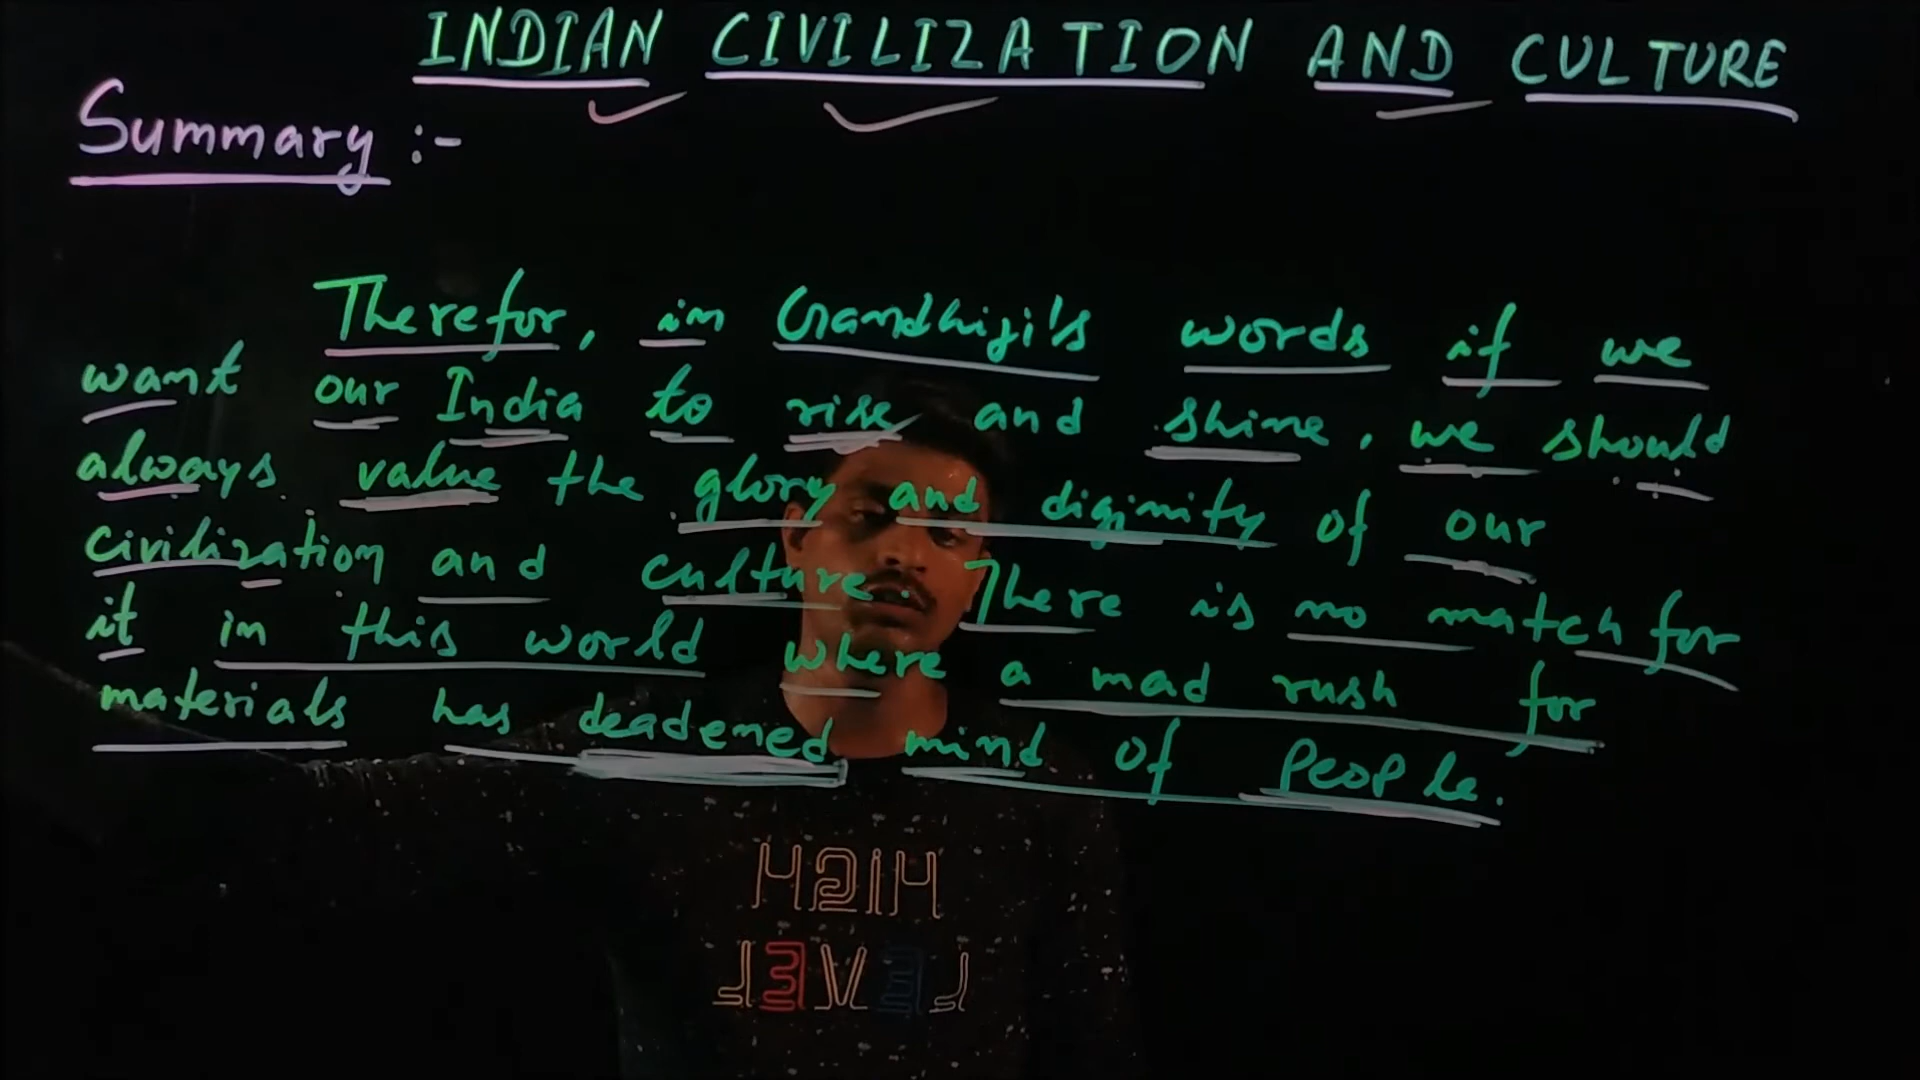 INDIAN CIVILIZATION AND CULTURE
Summary :-
Therefor, in Gandhiji's words if we
want our India to rise and shine, we should
always value the glory and diginity of our
civilization and culture. There is no match for
it in this world where a mad rush for
materials has deadened mind of People.
HIGH
LEVEL